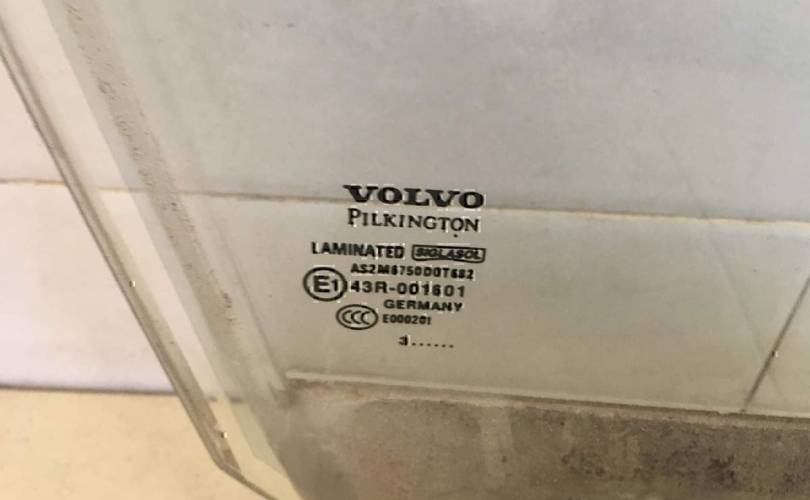 VOLVO
PILKINGTON
LAMINATED SIGLASOL
AS2M6750DOT682
E1 43R-001601
GERMANY
CCC E000201
3......